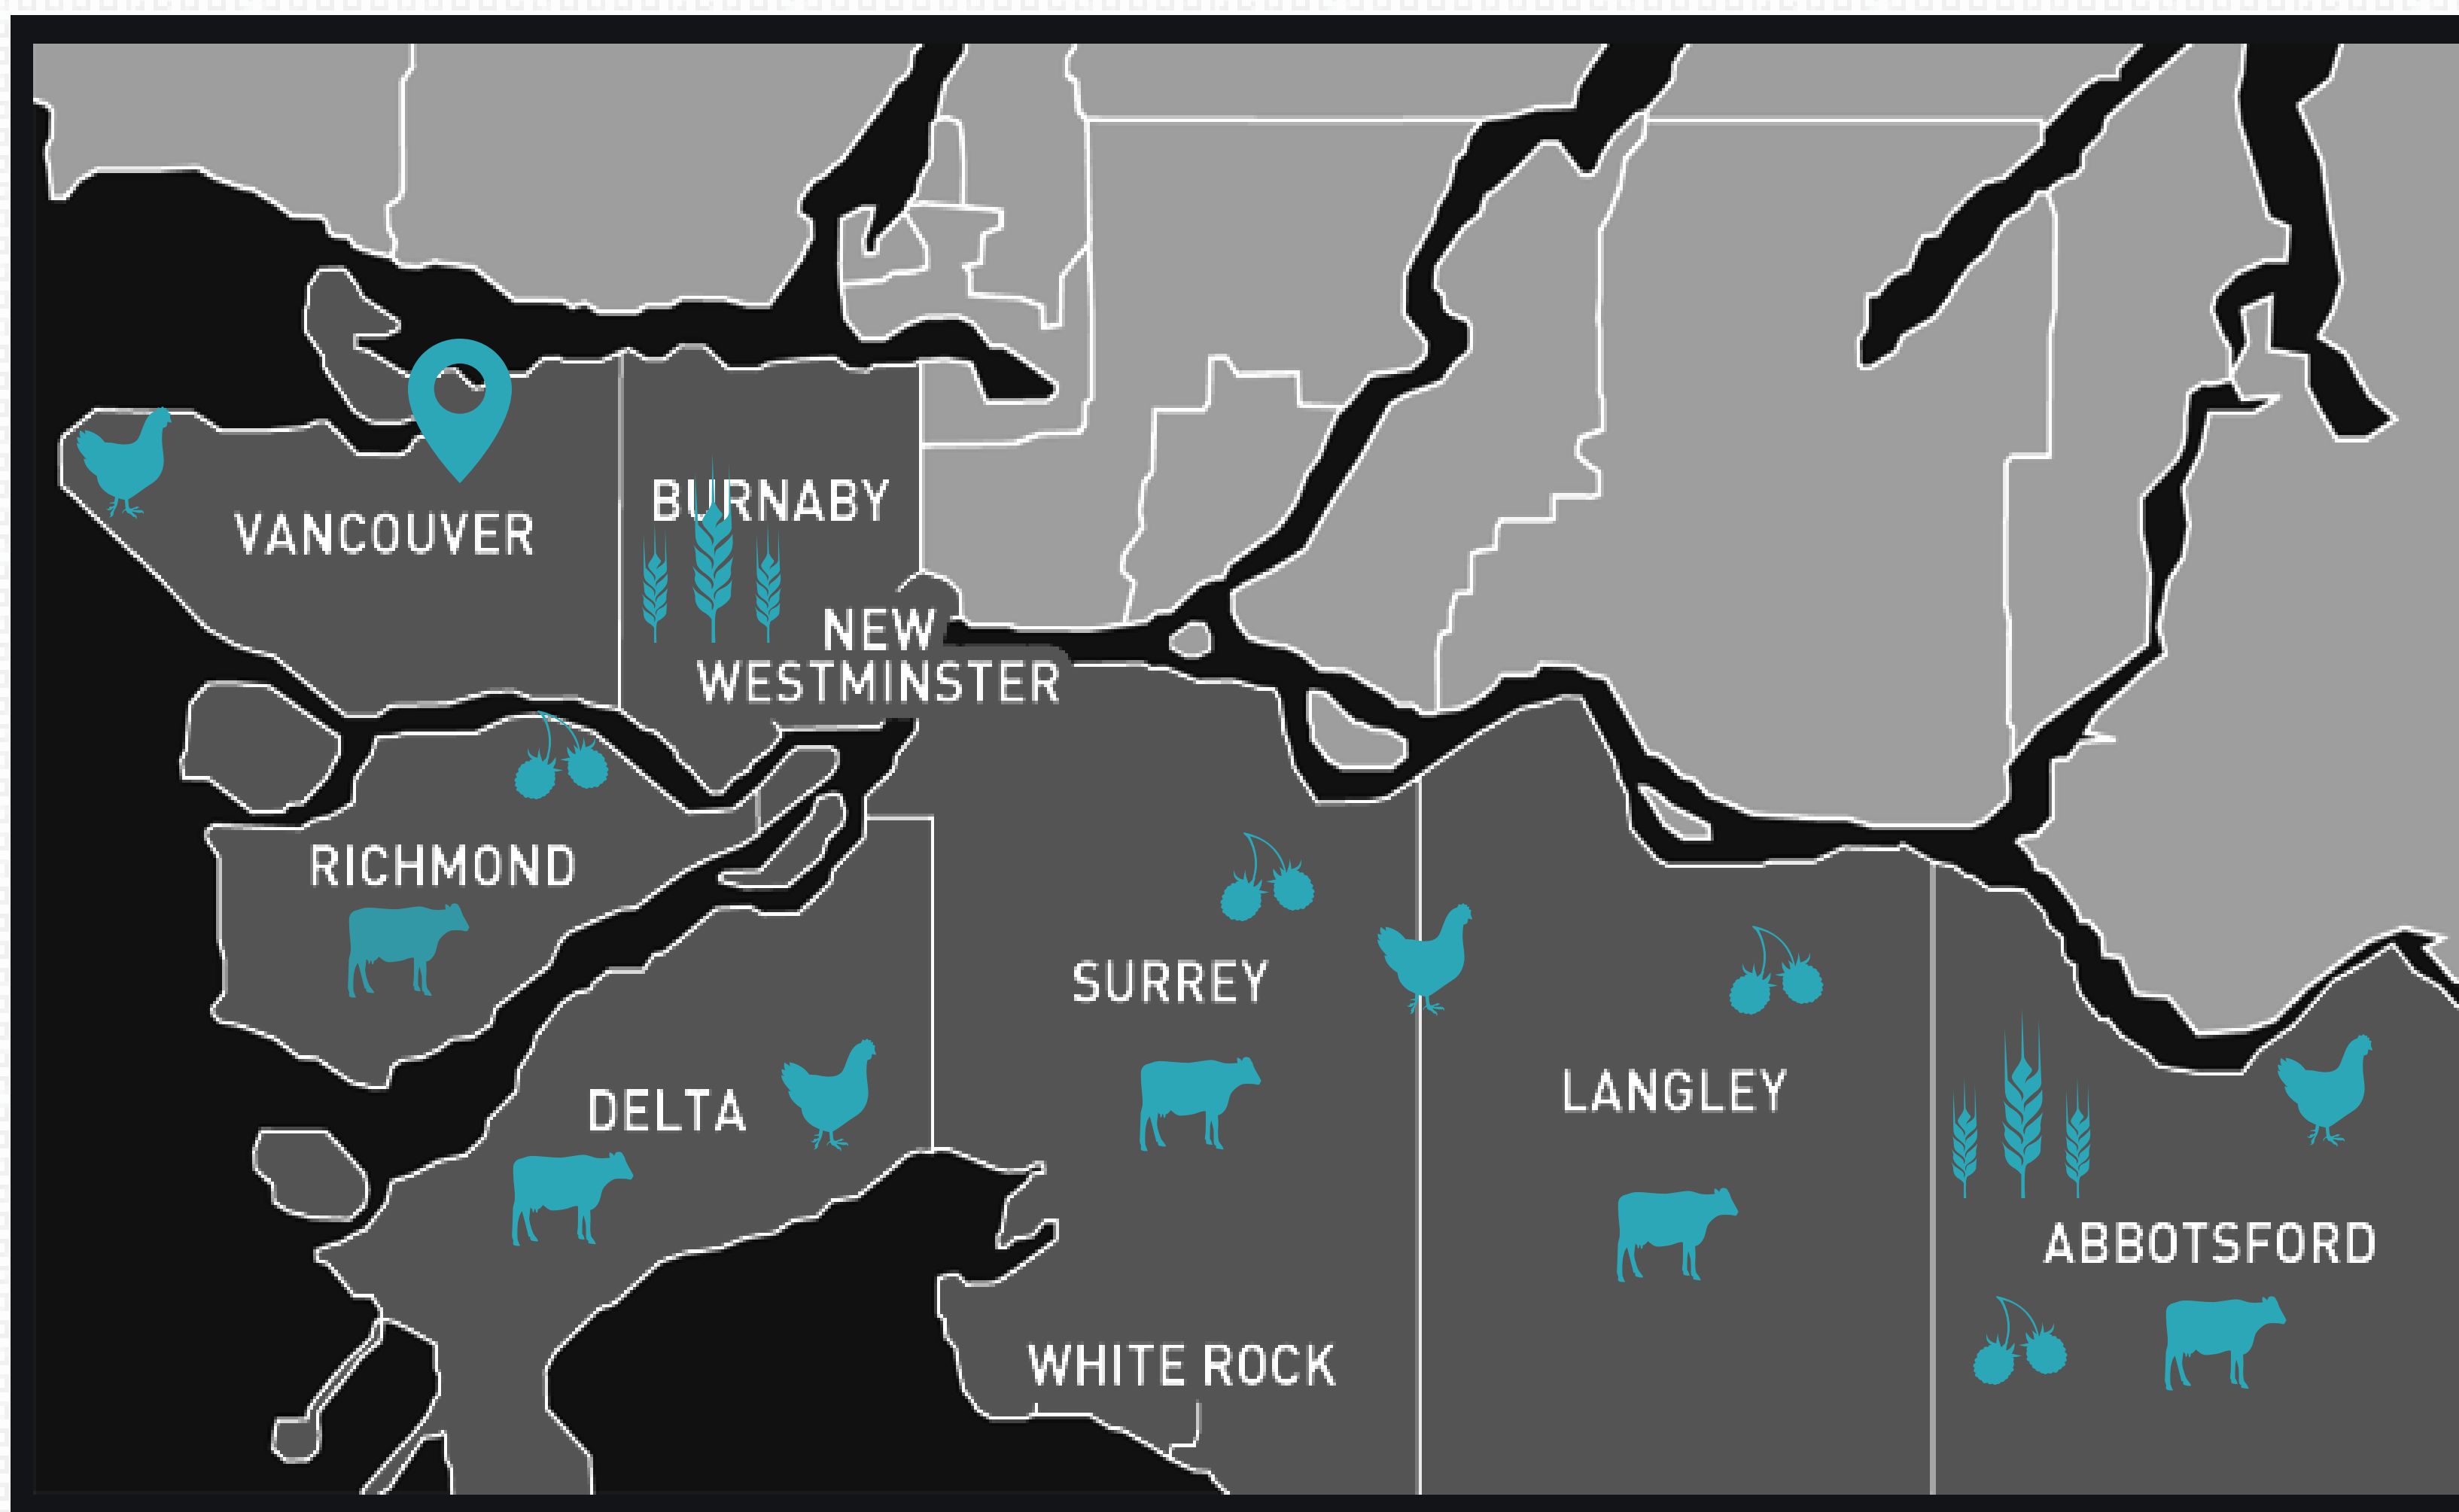 BURNABY
VANCOUVER
NEW
WESTMINSTER
RICHMOND
SURREY
LANGLEY
DELTA
ABBOTSFORD
WHITE ROCK